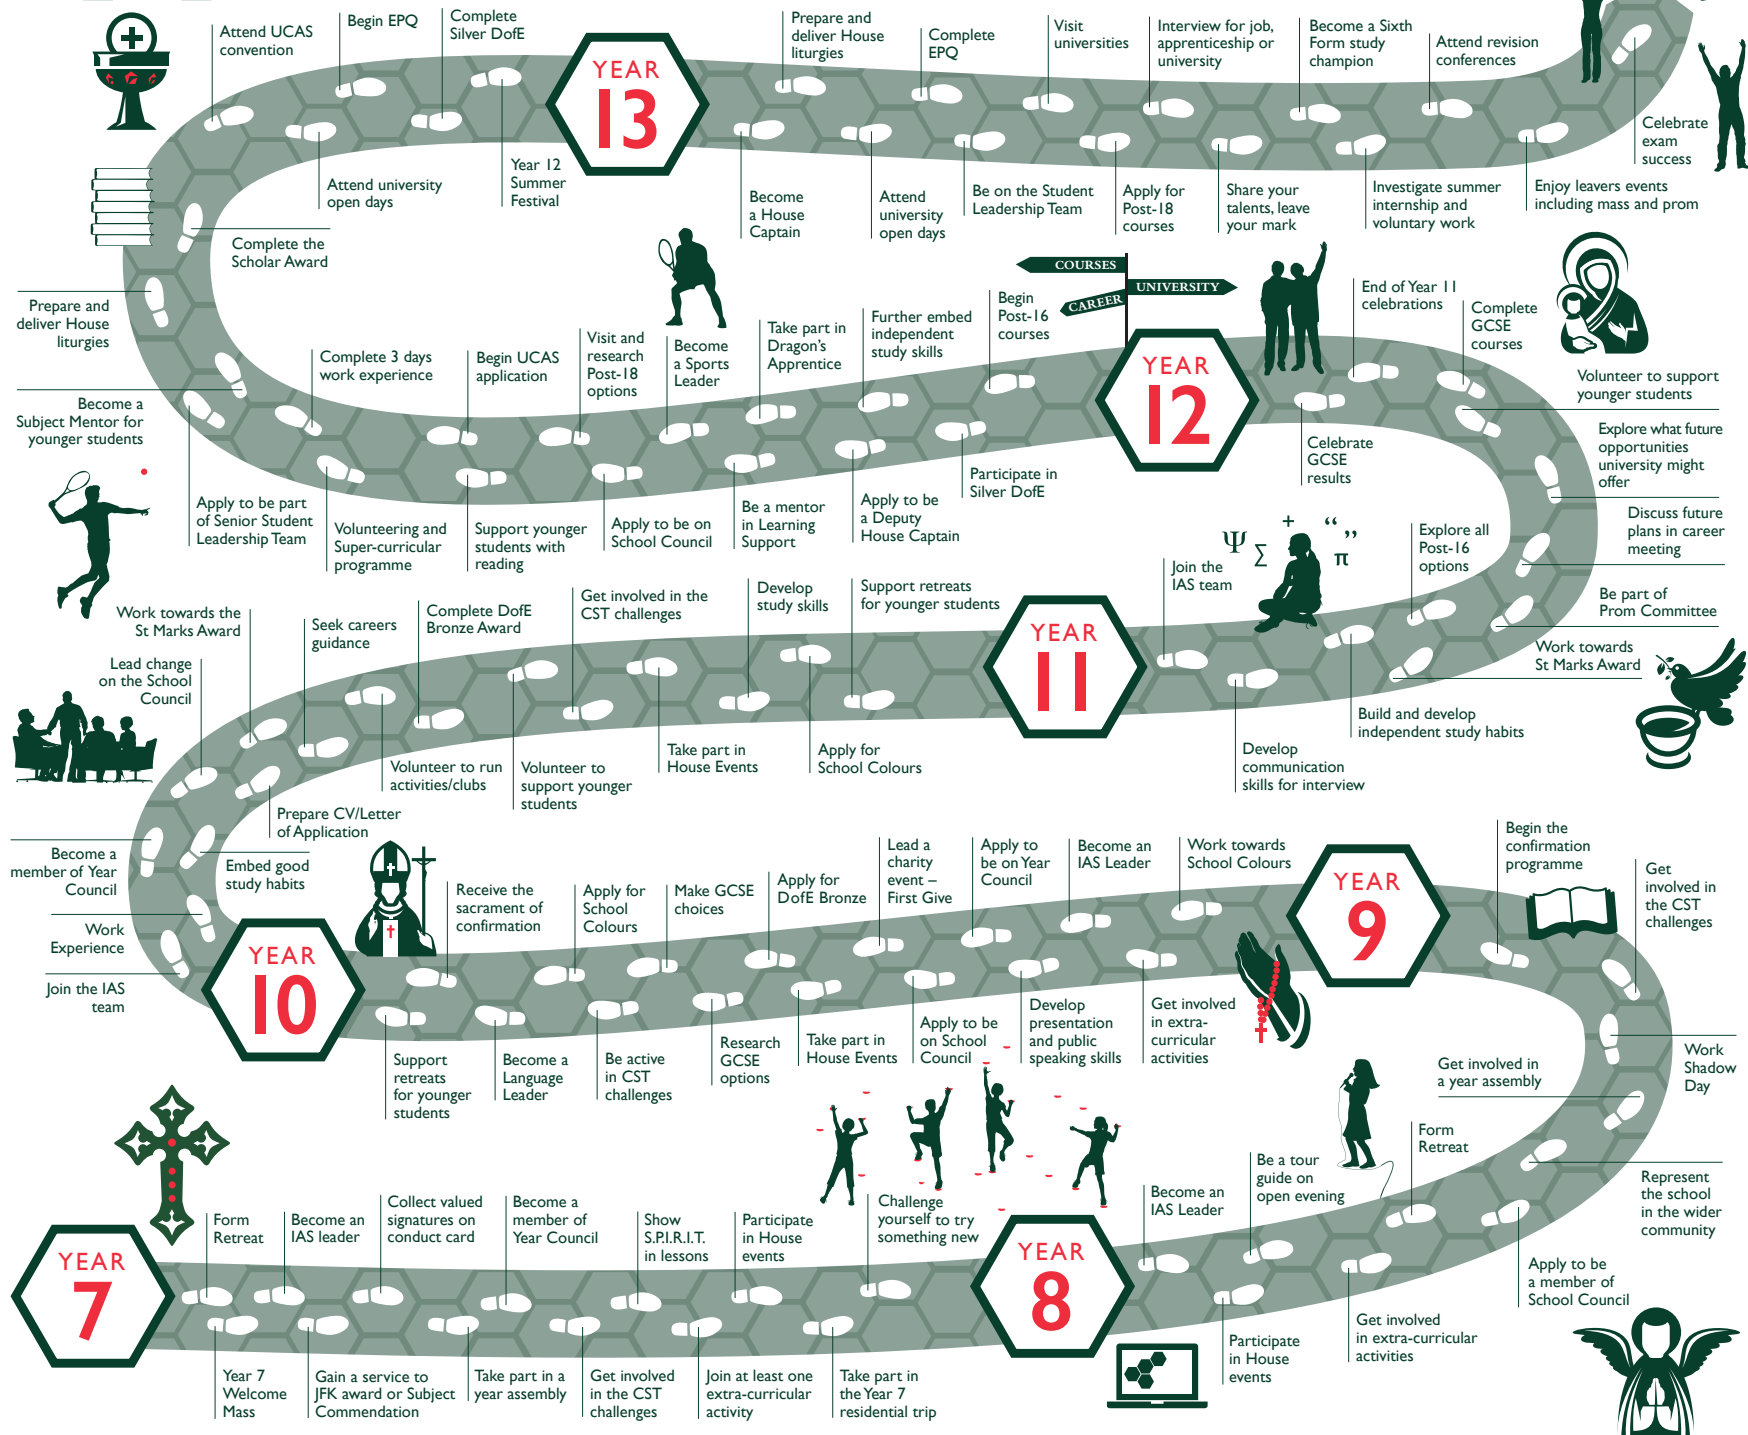 Attend UCAS
convention
Begin EPQ
Complete
Silver DofE
YEAR
13
Prepare and
deliver House
liturgies
Complete
EPQ
Visit
universities
Interview for job,
apprenticeship or
university
Become a Sixth
Form study
champion
Attend revision
conferences
Celebrate
exam
success
Attend university
open days
Year 12
Summer
Festival
Become
a House
Captain
Attend
university
open days
Be on the Student
Leadership Team
Apply for
Post-18
courses
Share your
talents, leave
your mark
Investigate summer
internship and
voluntary work
Enjoy leavers events
including mass and prom
Complete the
Scholar Award
Prepare and
deliver House
liturgies
Become a
Subject Mentor for
younger students
Complete 3 days
work experience
Begin UCAS
application
Visit and
research
Post-18
options
Become
a Sports
Leader
Take part in
Dragon's
Apprentice
Further embed
independent
study skills
Begin
Post-16
courses
COURSES
UNIVERSITY
CAREER
YEAR
12
End of Year 11
celebrations
Complete
GCSE
courses
Volunteer to support
younger students
Explore what future
opportunities
university might
offer
Discuss future
plans in career
meeting
Be part of
Prom Committee
Work towards
St Marks Award
Celebrate
GCSE
results
Apply to be part
of Senior Student
Leadership Team
Volunteering and
Super-curricular
programme
Support younger
students with
reading
Apply to be on
School Council
Be a mentor
in Learning
Support
Apply to be
a Deputy
House Captain
Participate in
Silver DofE
Ψ Σ + “ ” π
Join the
IAS team
Explore all
Post-16
options
Work towards the
St Marks Award
Lead change
on the School
Council
Seek careers
guidance
Complete DofE
Bronze Award
Get involved in the
CST challenges
Develop
study skills
Support retreats
for younger students
YEAR
11
Build and develop
independent study habits
Develop
communication
skills for interview
Volunteer to run
activities/clubs
Volunteer to
support younger
students
Take part in
House Events
Apply for
School Colours
Prepare CV/Letter
of Application
Embed good
study habits
Become a
member of Year
Council
Work
Experience
Join the IAS
team
YEAR
10
Receive the
sacrament of
confirmation
Apply for
School
Colours
Make GCSE
choices
Apply for
DofE Bronze
Lead a
charity
event –
First Give
Apply to
be on Year
Council
Become an
IAS Leader
Work towards
School Colours
YEAR
9
Begin the
confirmation
programme
Get
involved in
the CST
challenges
Support
retreats
for younger
students
Become a
Language
Leader
Be active
in CST
challenges
Research
GCSE
options
Take part in
House Events
Apply to be
on School
Council
Develop
presentation
and public
speaking skills
Get involved
in extra-
curricular
activities
Work
Shadow
Day
Get involved in
a year assembly
Form
Retreat
Represent
the school
in the wider
community
Be a tour
guide on
open evening
Become an
IAS Leader
Apply to be
a member of
School Council
Get involved
in extra-curricular
activities
Participate
in House
events
YEAR
7
Form
Retreat
Become an
IAS leader
Collect valued
signatures on
conduct card
Become a
member of
Year Council
Show
S.P.I.R.I.T.
in lessons
Participate
in House
events
Challenge
yourself to try
something new
YEAR
8
Year 7
Welcome
Mass
Gain a service to
JFK award or Subject
Commendation
Take part in a
year assembly
Get involved
in the CST
challenges
Join at least one
extra-curricular
activity
Take part in
the Year 7
residential trip